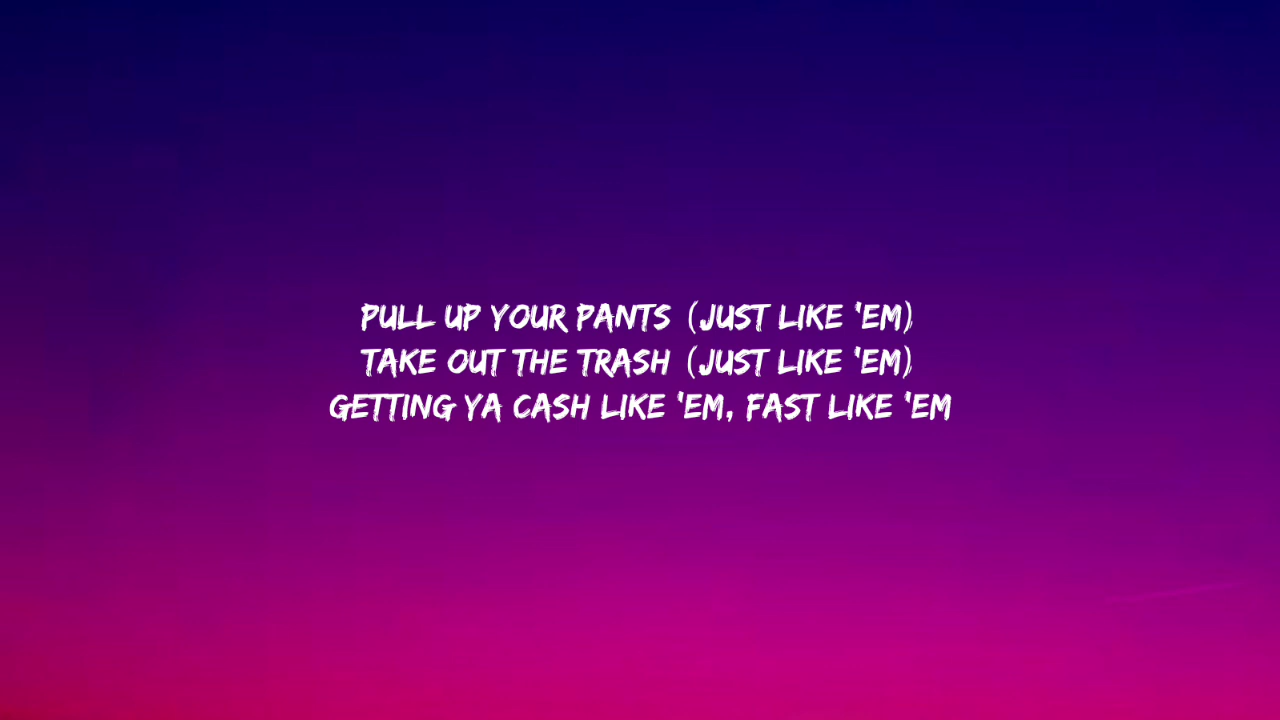 PULL UP YOUR PANTS (JUST LIKE 'EM)
TAKE OUT THE TRASH (JUST LIKE 'EM)
GETTING YA CASH LIKE 'EM, FAST LIKE 'EM